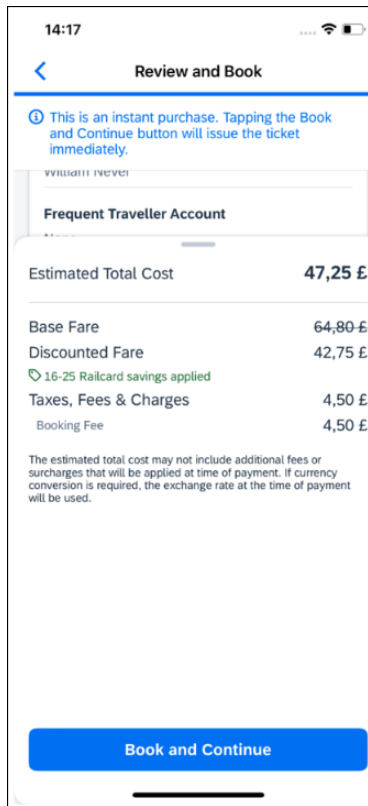 14:17
Review and Book
This is an instant purchase. Tapping the Book
and Continue button will issue the ticket
immediately.
William Never
Frequent Traveller Account
Estimated Total Cost 47,25 £
Base Fare 64,80 £
Discounted Fare 42,75 £
16-25 Railcard savings applied
Taxes, Fees & Charges 4,50 £
Booking Fee 4,50 £
The estimated total cost may not include additional fees or
surcharges that will be applied at time of payment. If currency
conversion is required, the exchange rate at the time of payment
will be used.
Book and Continue